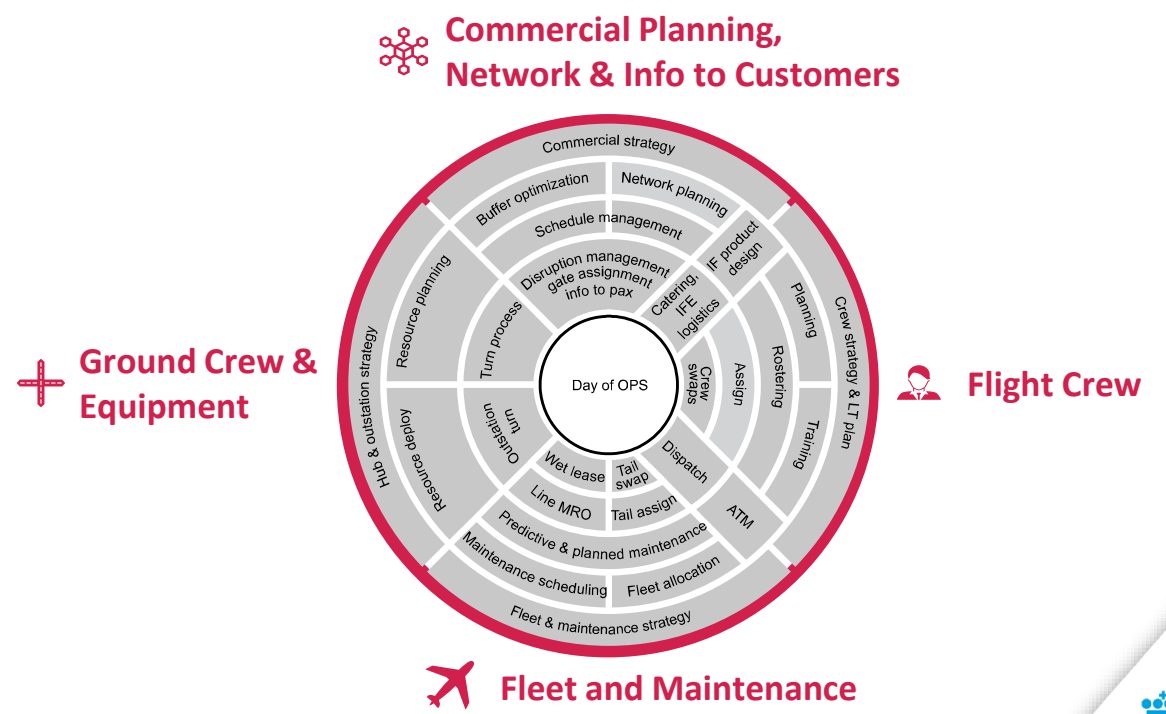 Commercial Planning,
Network & Info to Customers
Commercial strategy
Buffer optimization
Network planning
Schedule management
Disruption management
gate assignment
info to pax
IF product
design
Catering,
IFE
logistics
Ground Crew &
Equipment
Hub & outstation strategy
Resource planning
Turn process
Resource deploy
Outstation
turn
Day of OPS
Crew
swaps
Assign
Rostering
Planning
Training
Crew strategy & LT plan
Flight Crew
Wet lease
Tail
swap
Dispatch
Line MRO
Tail assign
ATM
Predictive & planned maintenance
Maintenance scheduling
Fleet allocation
Fleet & maintenance strategy
Fleet and Maintenance